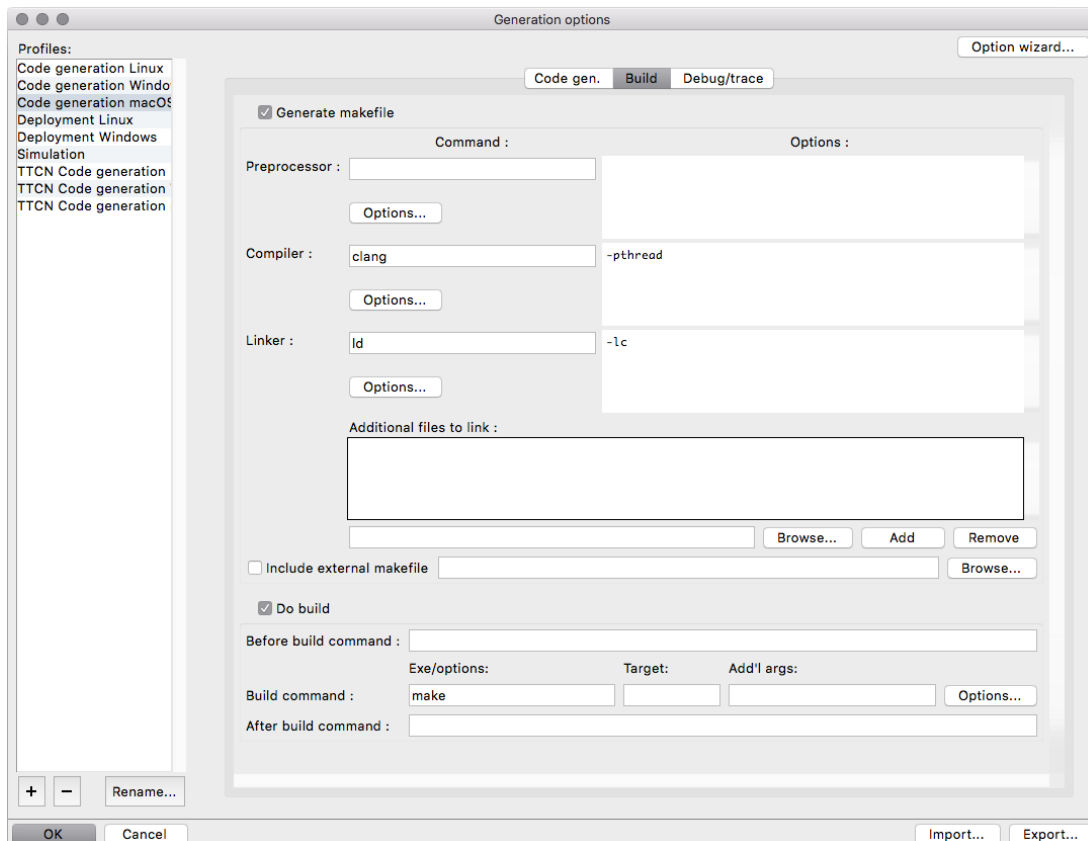 Generation options
Profiles:
Option wizard...
Code generation Linux
Code generation Windo
Code generation macOS
Deployment Linux
Deployment Windows
Simulation
TTCN Code generation
TTCN Code generation
TTCN Code generation
Code gen. Build Debug/trace
Generate makefile
Command : Options :
Preprocessor :
Options...
Compiler : clang -pthread
Options...
Linker : ld -lc
Options...
Additional files to link :
Browse... Add Remove
Include external makefile Browse...
Do build
Before build command :
Exe/options: Target: Add'l args:
Build command : make Options...
After build command :
+ − Rename...
OK Cancel Import... Export...